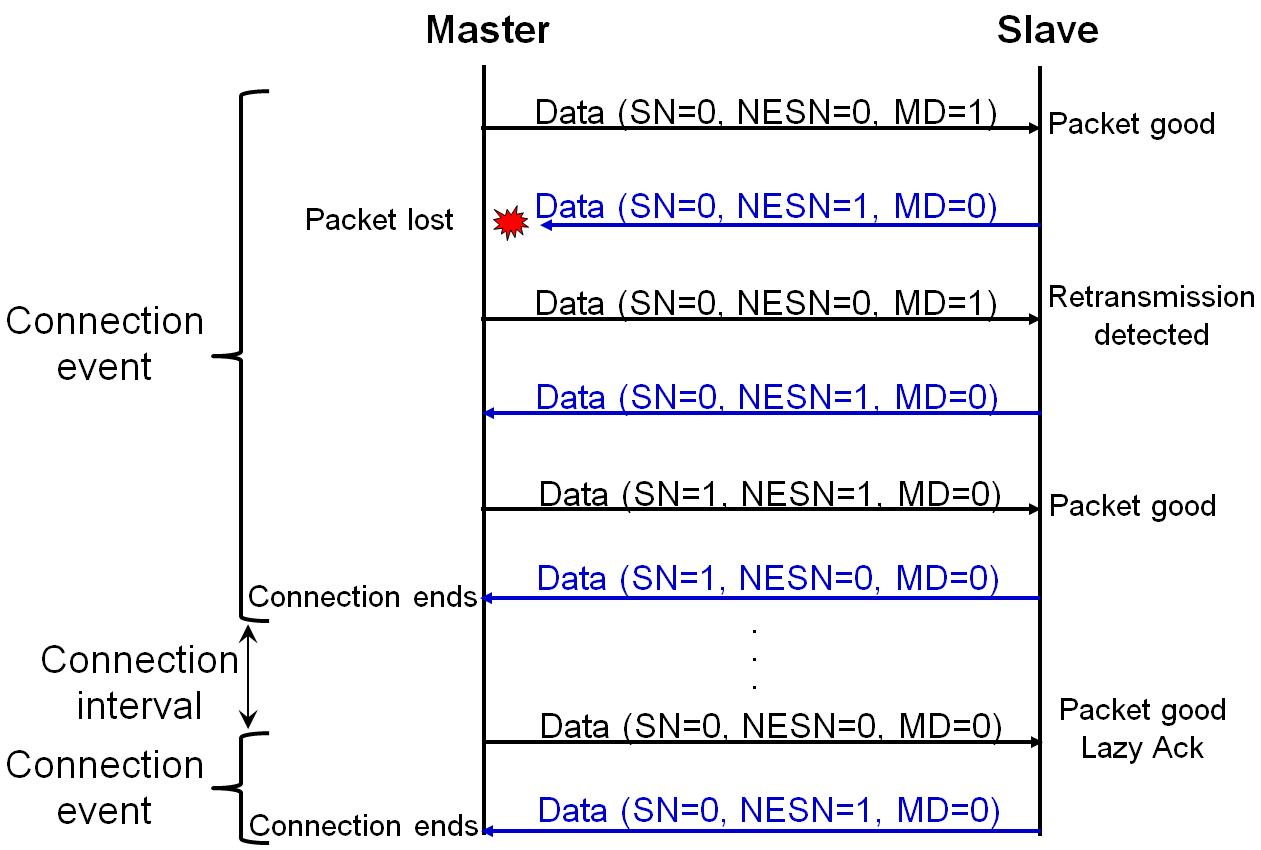 Master
Slave
Data (SN=0, NESN=0, MD=1)
Packet good
Packet lost
Data (SN=0, NESN=1, MD=0)
Data (SN=0, NESN=0, MD=1)
Retransmission
detected
Connection
event
Data (SN=0, NESN=1, MD=0)
Data (SN=1, NESN=1, MD=0)
Packet good
Data (SN=1, NESN=0, MD=0)
Connection ends
.
.
.
Connection
interval
Data (SN=0, NESN=0, MD=0)
Packet good
Lazy Ack
Connection
event
Data (SN=0, NESN=1, MD=0)
Connection ends